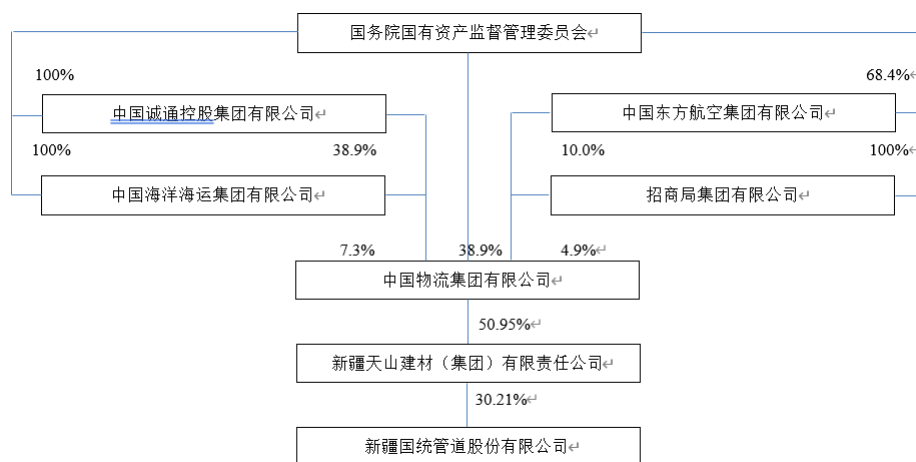 国务院国有资产监督管理委员会↵
100%
68.4%
中国诚通控股集团有限公司↵
中国东方航空集团有限公司↵
100%
38.9%
10.0%
100%↵
中国海洋海运集团有限公司↵
招商局集团有限公司↵
7.3%
38.9%
4.9%↵
中国物流集团有限公司↵
50.95%↵
新疆天山建材（集团）有限责任公司↵
30.21%↵
新疆国统管道股份有限公司↵